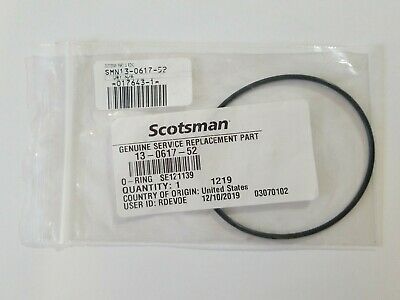 SMN13-0617-52
-017643-1-
Scotsman
GENUINE SERVICE REPLACEMENT PART
13-0617-52
O-RING SE121139
QUANTITY: 1 1219
COUNTRY OF ORIGIN: United States
USER ID: RDEVOE 12/10/2019 03070102